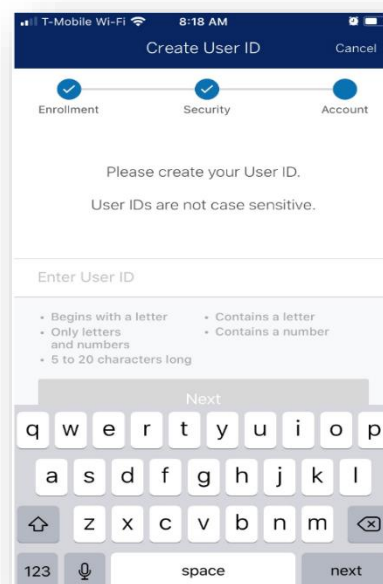 T-Mobile Wi-Fi 8:18 AM
Create User ID Cancel
Enrollment Security Account
Please create your User ID.
User IDs are not case sensitive.
Enter User ID
• Begins with a letter
• Only letters
and numbers
• 5 to 20 characters long
• Contains a letter
• Contains a number
Next
q w e r t y u i o p
a s d f g h j k l
z x c v b n m
123 space next